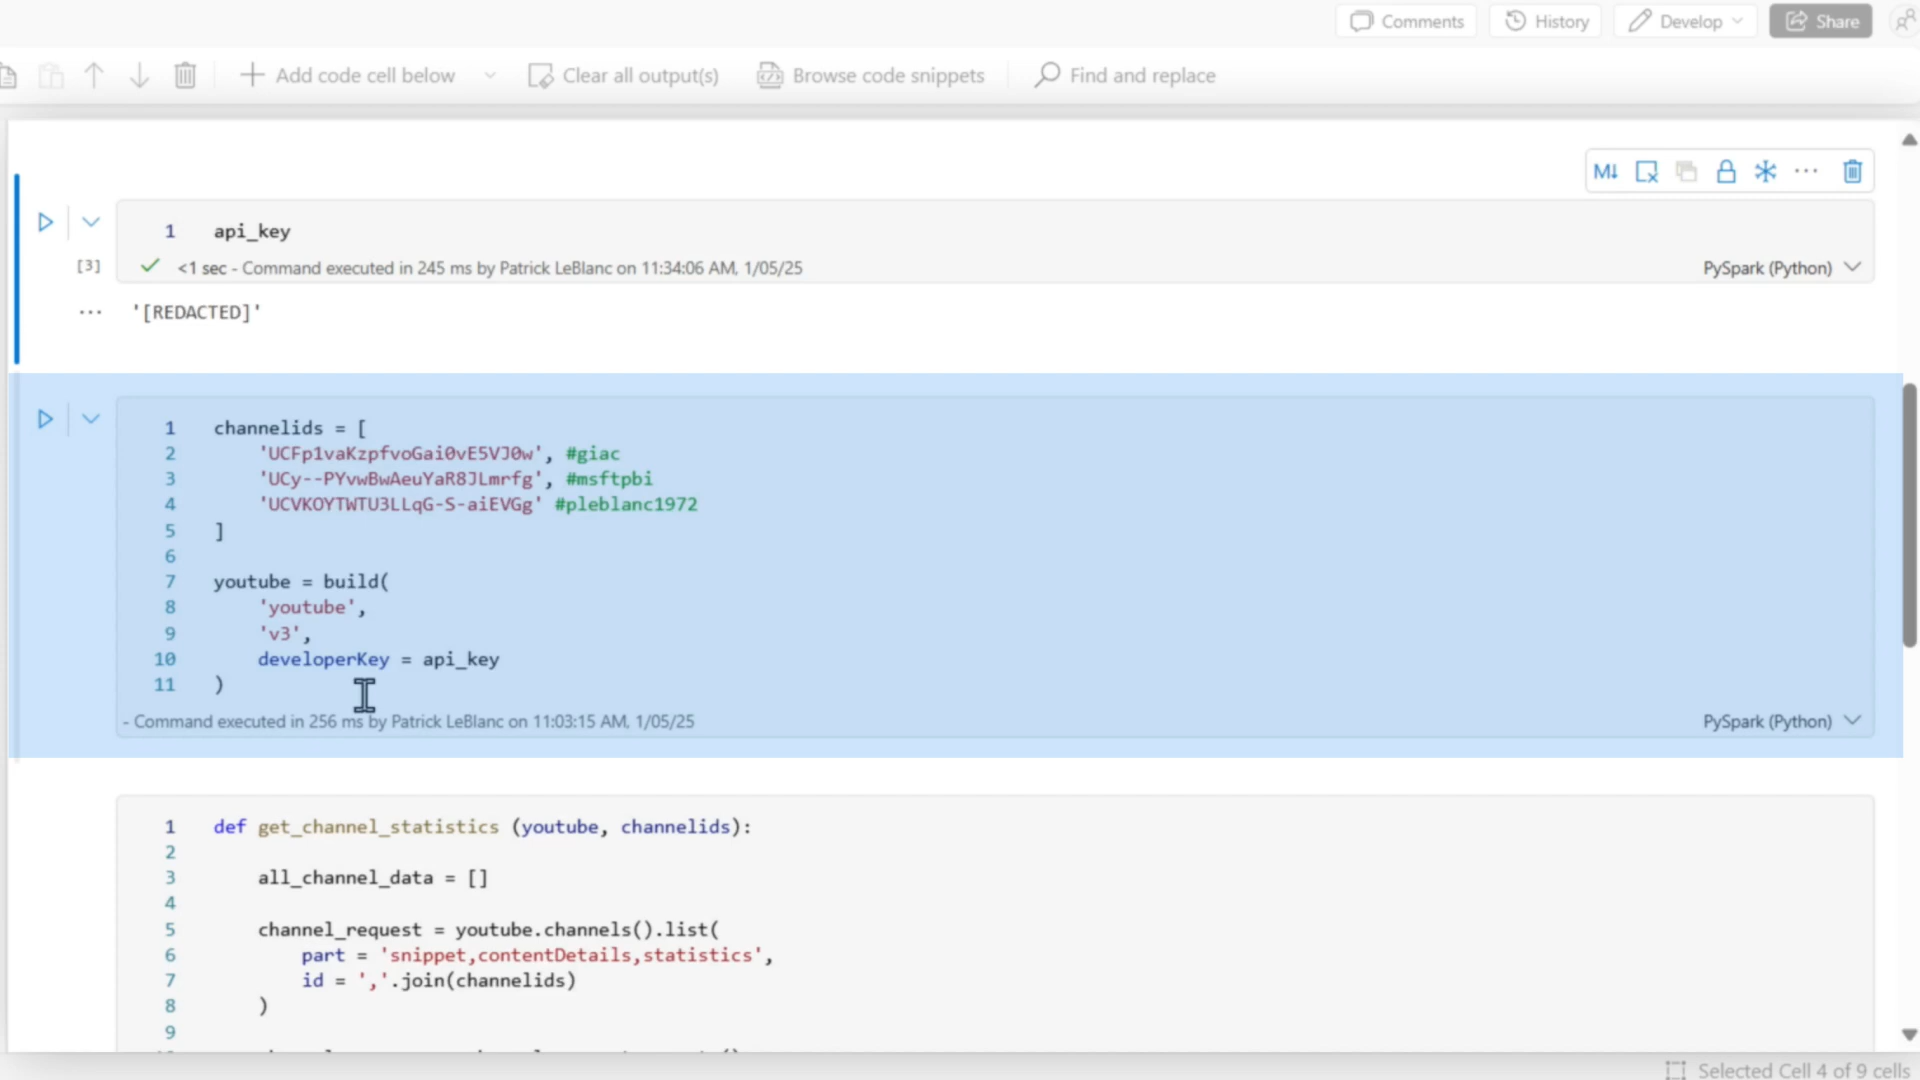 Comments History Develop Share
Add code cell below Clear all output(s) Browse code snippets Find and replace
M↓
1 api_key
[3] <1 sec - Command executed in 245 ms by Patrick LeBlanc on 11:34:06 AM, 1/05/25 PySpark (Python)
... '[REDACTED]'
1 channelids = [
2 'UCFp1vaKzpfvoGai0vE5VJ0w', #giac
3 'UCy--PYvwBwAeuYaR8JLmrfg', #msftpbi
4 'UCVKOYTWTU3LLqG-S-aiEVGg' #pleblanc1972
5 ]
6
7 youtube = build(
8 'youtube',
9 'v3',
10 developerKey = api_key
11 )
- Command executed in 256 ms by Patrick LeBlanc on 11:03:15 AM, 1/05/25 PySpark (Python)
1 def get_channel_statistics (youtube, channelids):
2
3 all_channel_data = []
4
5 channel_request = youtube.channels().list(
6 part = 'snippet,contentDetails,statistics',
7 id = ','.join(channelids)
8 )
9
Selected Cell 4 of 9 cells